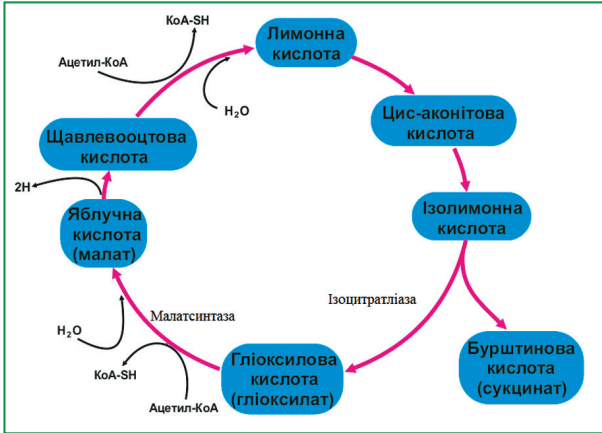 КоА-SH
Лимонна
кислота
Ацетил-КоА
H₂O
Цис-аконітова
кислота
Щавлевооцтова
кислота
2H
Яблучна
кислота
(малат)
Ізолимонна
кислота
Ізоцитратліаза
Малатсинтаза
H₂O
КоА-SH
Ацетил-КоА
Гліоксилова
кислота
(гліоксилат)
Бурштинова
кислота
(сукцинат)